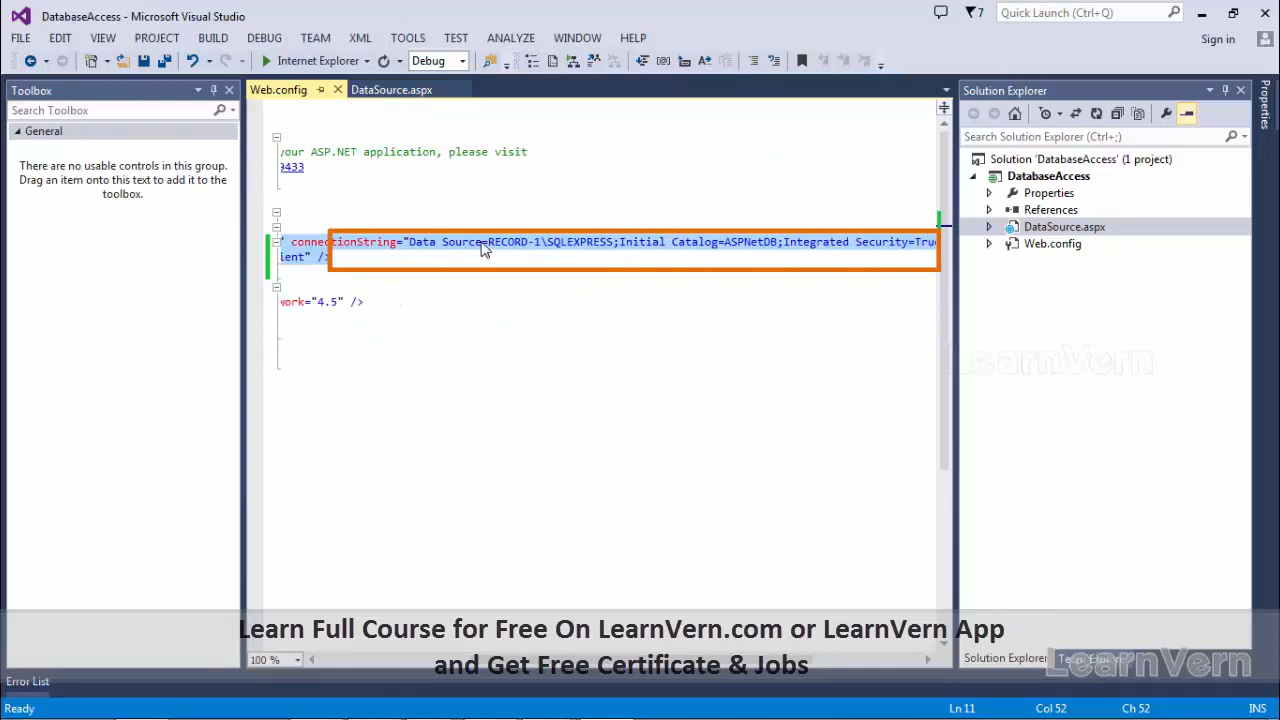 DatabaseAccess - Microsoft Visual Studio
7
Quick Launch (Ctrl+Q)
FILE EDIT VIEW PROJECT BUILD DEBUG TEAM XML TOOLS TEST ANALYZE WINDOW HELP
Sign in
Internet Explorer
Debug
Toolbox
Search Toolbox
General
There are no usable controls in this group.
Drag an item onto this text to add it to the
toolbox.
Web.config
DataSource.aspx
your ASP.NET application, please visit
9433
" connectionString="Data Source=RECORD-1\SQLEXPRESS;Initial Catalog=ASPNetDB;Integrated Security=True
ient" />
work="4.5" />
100 %
Solution Explorer
Search Solution Explorer (Ctrl+;)
Solution 'DatabaseAccess' (1 project)
DatabaseAccess
Properties
References
DataSource.aspx
Web.config
Properties
LearnVern
Learn Full Course for Free On LearnVern.com or LearnVern App
and Get Free Certificate & Jobs
Solution Explorer
LearnVern
Error List
Ready
Ln 11
Col 52
Ch 52
INS